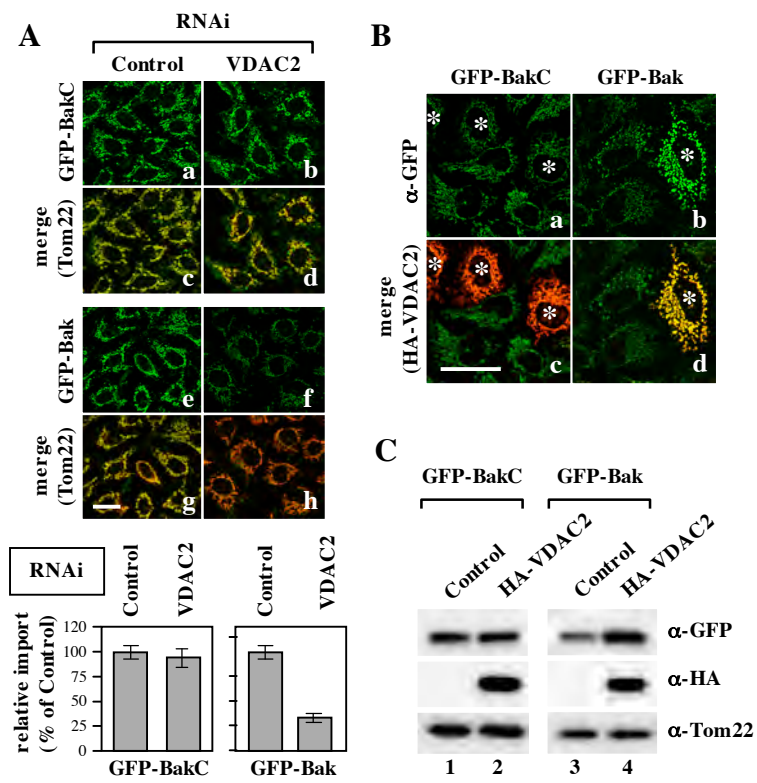 A
RNAi
Control VDAC2
GFP-BakC
a b
merge
(Tom22)
c d
GFP-Bak
e f
merge
(Tom22)
g h
RNAi
Control
VDAC2
Control
VDAC2
relative import
(% of Control)
120
100
75
50
25
0
GFP-BakC GFP-Bak
B
GFP-BakC GFP-Bak
α-GFP
* * *
a
*
b
merge
(HA-VDAC2)
* * *
c
*
d
C
GFP-BakC GFP-Bak
Control
HA-VDAC2
Control
HA-VDAC2
α-GFP
α-HA
α-Tom22
1 2 3 4